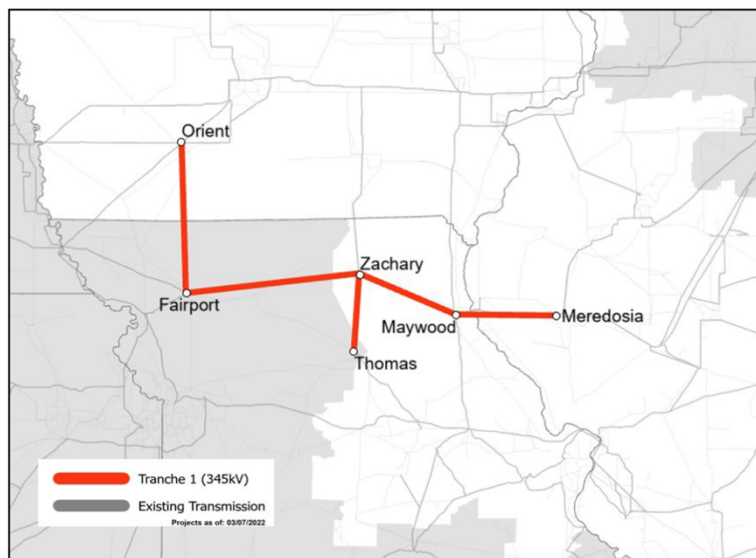 Orient
Zachary
Fairport
Maywood
Meredosia
Thomas
Tranche 1 (345kV)
Existing Transmission
Projects as of: 03/07/2022